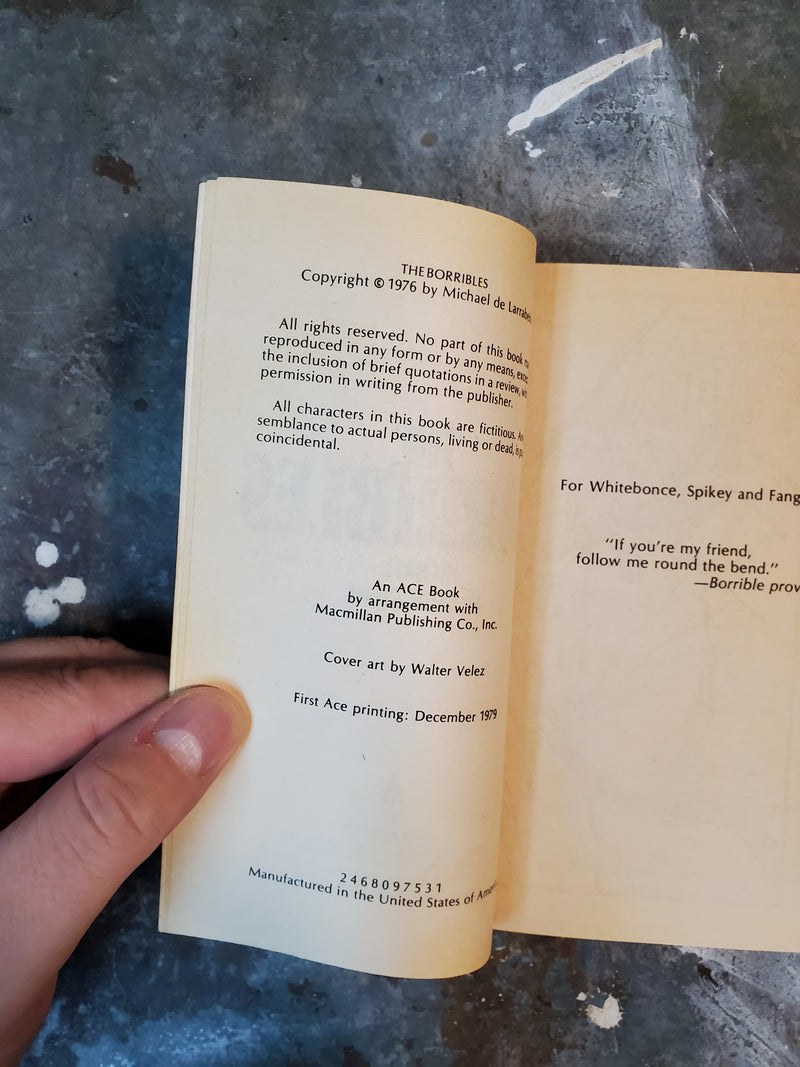 THE BORRIBLES
Copyright © 1976 by Michael de Larrabe
All rights reserved. No part of this book
reproduced in any form or by any means,
the inclusion of brief quotations in a review,
permission in writing from the publisher.
All characters in this book are fictitious.
semblance to actual persons, living or dead,
coincidental.
An ACE Book
by arrangement with
Macmillan Publishing Co., Inc.
Cover art by Walter Velez
First Ace printing: December 1979
2 4 6 8 0 9 7 5 3 1
Manufactured in the United States of
For Whitebonce, Spikey and Fang
"If you're my friend,
follow me round the bend."
—Borrible prov